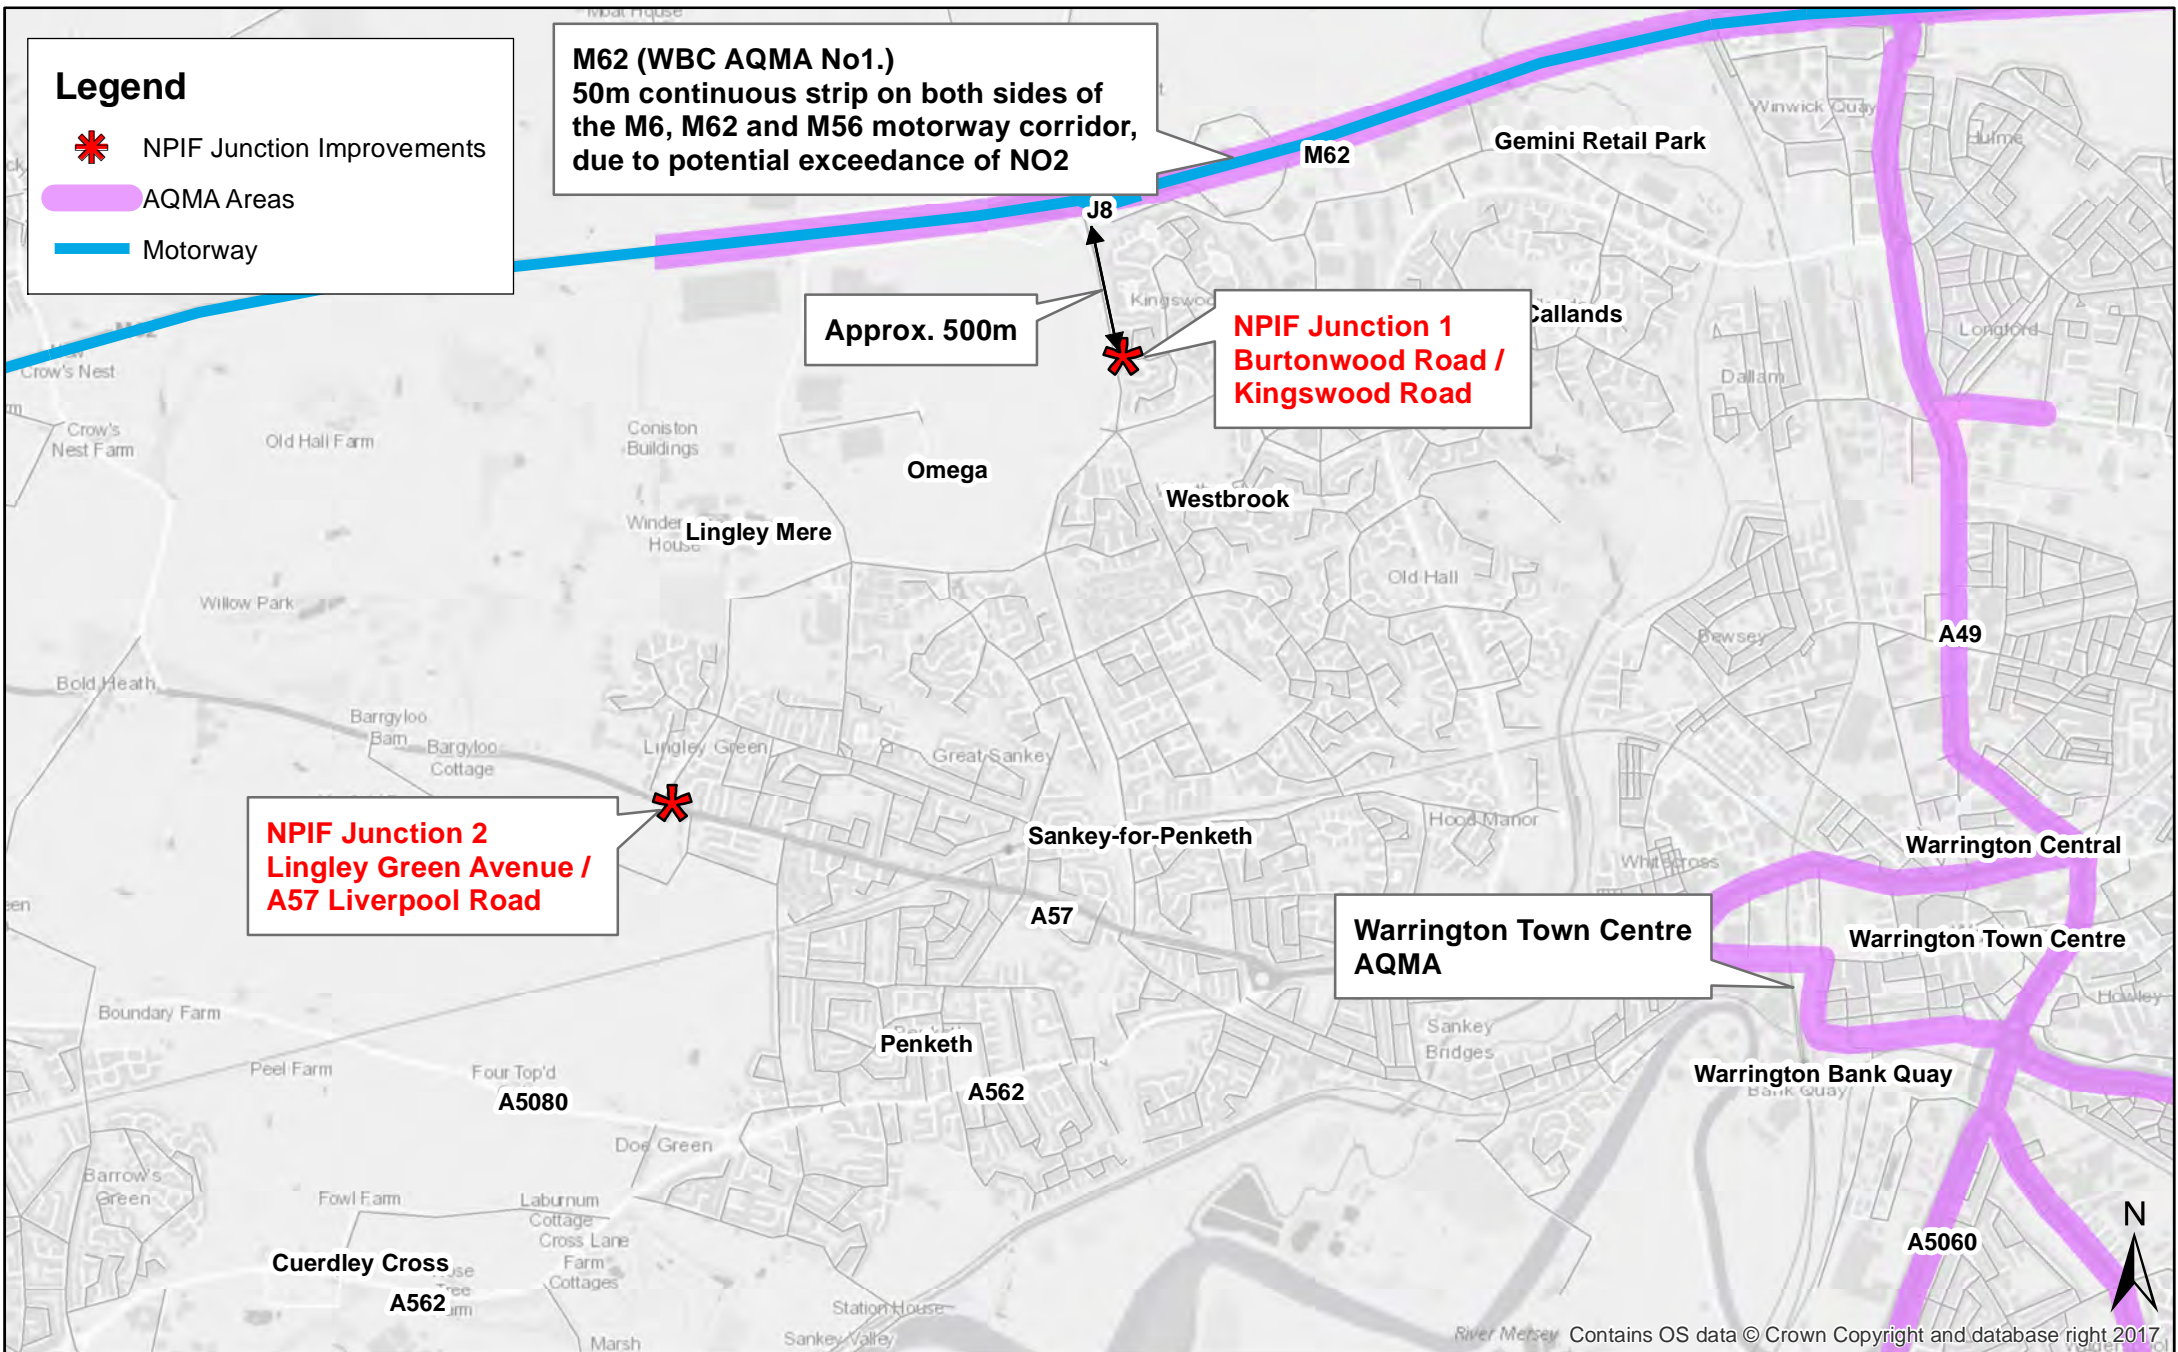 Moat House
Legend
NPIF Junction Improvements
AQMA Areas
Motorway
M62 (WBC AQMA No1.)
50m continuous strip on both sides of
the M6, M62 and M56 motorway corridor,
due to potential exceedance of NO2
M62
Gemini Retail Park
Winwick Quay
Hulme
J8
Approx. 500m
NPIF Junction 1
Burtonwood Road /
Kingswood Road
Callands
Longford
Dallam
Crow's Nest
Crow's
Nest Farm
Old Hall Farm
Coniston
Buildings
Omega
Westbrook
Winder
House
Lingley Mere
Old Hall
Willow Park
Bewsey
A49
Bold Heath
Barrgyloo
Barn
Bargyloo
Cottage
Lingley Green
Great Sankey
NPIF Junction 2
Lingley Green Avenue /
A57 Liverpool Road
Sankey-for-Penketh
Hood Manor
Whitecross
Warrington Central
A57
Warrington Town Centre
AQMA
Warrington Town Centre
Howley
Boundary Farm
Sankey
Bridges
Penketh
Peel Farm
Four Top'd
A5080
A562
Warrington Bank Quay
Bank Quay
Doe Green
Barrow's
Green
Fowl Farm
Laburnum
Cottage
Cross Lane
Farm
Cottages
Cuerdley Cross
A562
A5060
N
Station House
Sankey Valley
Marsh
River Mersey
Contains OS data © Crown Copyright and database right 2017